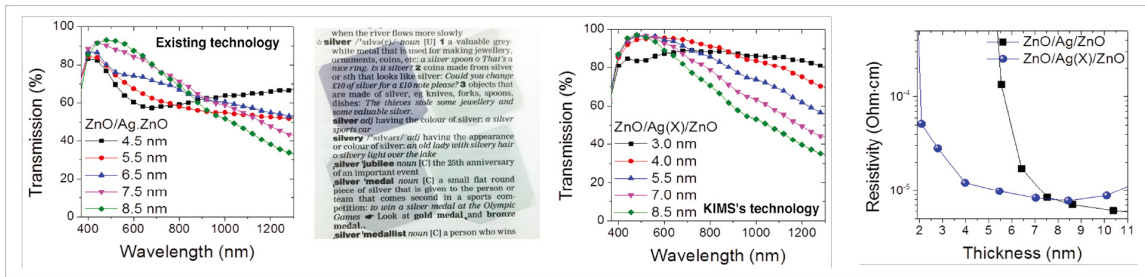 Existing technology
Transmission (%)
100
80
60
40
20
0
ZnO/Ag.ZnO
4.5 nm
5.5 nm
6.5 nm
7.5 nm
8.5 nm
400 600 800 1000 1200
Wavelength (nm)
when the river flows more slowly
☆silver /'sɪlvə(r)/ noun [U] 1 a valuable grey-
white metal that is used for making jewellery,
ornaments, coins, etc: a silver spoon ◇ That's a
nice ring. Is it silver? 2 coins made from silver
or sth that looks like silver: Could you change
£10 of silver for a £10 note please? 3 objects that
are made of silver, eg knives, forks, spoons,
dishes: The thieves stole some jewellery and
some valuable silver.
silver adj having the colour of silver: a silver
sports car
silvery /'sɪlvəri/ adj having the appearance
or colour of silver: an old lady with silvery hair
◇ silvery light over the lake
,silver 'jubilee noun [C] the 25th anniversary
of an important event
,silver 'medal noun [C] a small flat round
piece of silver that is given to the person or
team that comes second in a sports com-
petition: to win a silver medal at the Olympic
Games ☛ Look at gold medal and bronze
medal.
,silver 'medallist noun [C] a person who wins
Transmission (%)
100
80
60
40
20
0
ZnO/Ag(X)/ZnO
3.0 nm
4.0 nm
5.5 nm
7.0 nm
8.5 nm
KIMS's technology
400 600 800 1000 1200
Wavelength (nm)
ZnO/Ag/ZnO
ZnO/Ag(X)/ZnO
Resistivity (Ohm·cm)
10⁻⁴
10⁻⁵
2 3 4 5 6 7 8 9 10 11
Thickness (nm)